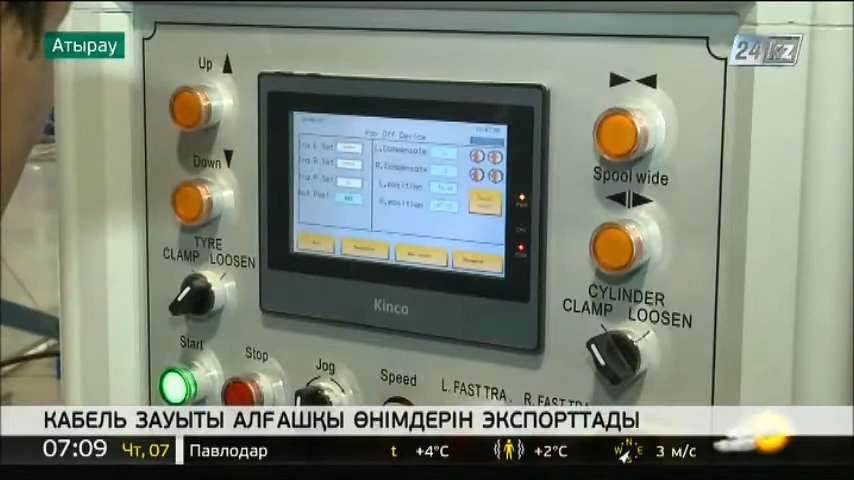 Атырау
24 kz
Up
Down
TYRE
CLAMP LOOSEN
Start
Stop
Jog
Speed
Pay Off Device
L.Compensate
R.Compensate
L.position
R.position
Kinco
Spool wide
CYLINDER
CLAMP LOOSEN
L. FAST TRA.
R. FAST TRA.
КАБЕЛЬ ЗАУЫТЫ АЛҒАШҚЫ ӨНІМДЕРІН ЭКСПОРТТАДЫ
07:09 Чт, 07 Павлодар t +4°C +2°C N S W E 3 м/с